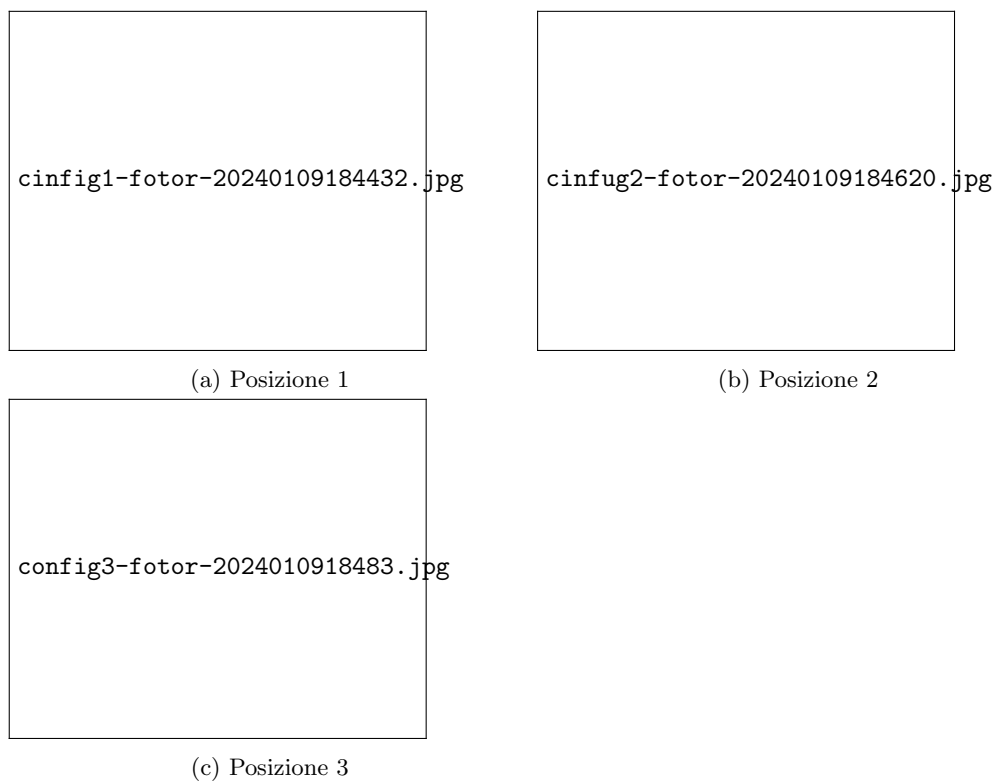 cinfig1-fotor-20240109184432.jpg
cinfug2-fotor-20240109184620.jpg
(a) Posizione 1
(b) Posizione 2
config3-fotor-2024010918483.jpg
(c) Posizione 3